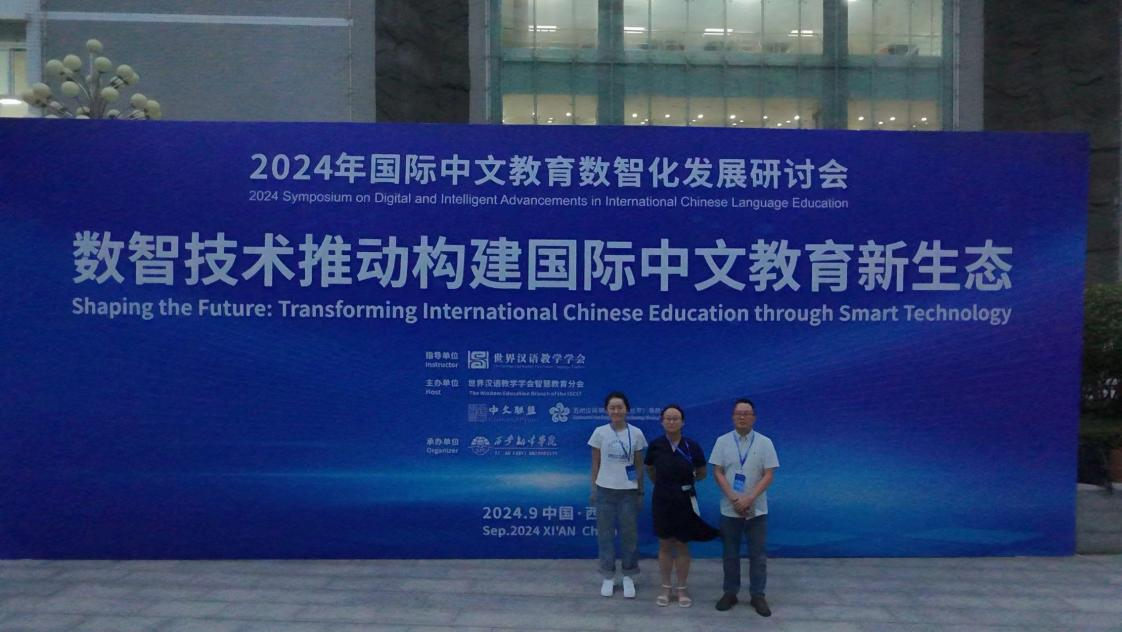 2024年国际中文教育数智化发展研讨会
2024 Symposium on Digital and Intelligent Advancements in International Chinese Language Education
数智技术推动构建国际中文教育新生态
Shaping the Future: Transforming International Chinese Education through Smart Technology
指导单位 世界汉语教学学会
Instructor
主办单位 世界汉语教学学会智慧教育分会
Host
中文联盟
承办单位 西安翻译学院
Organizer XI'AN FANYI UNIVERSITY
2024.9 中国·西
Sep.2024 XI'AN Ch